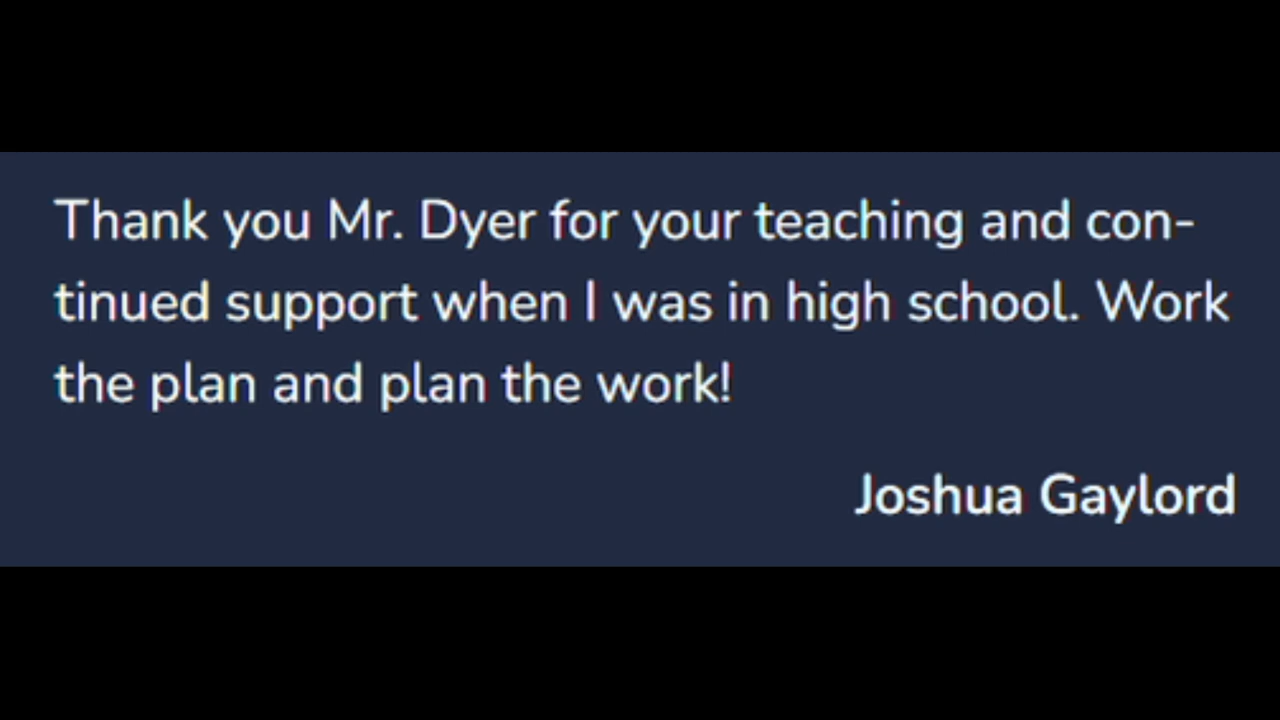 Thank you Mr. Dyer for your teaching and con-
tinued support when I was in high school. Work
the plan and plan the work!
Joshua Gaylord